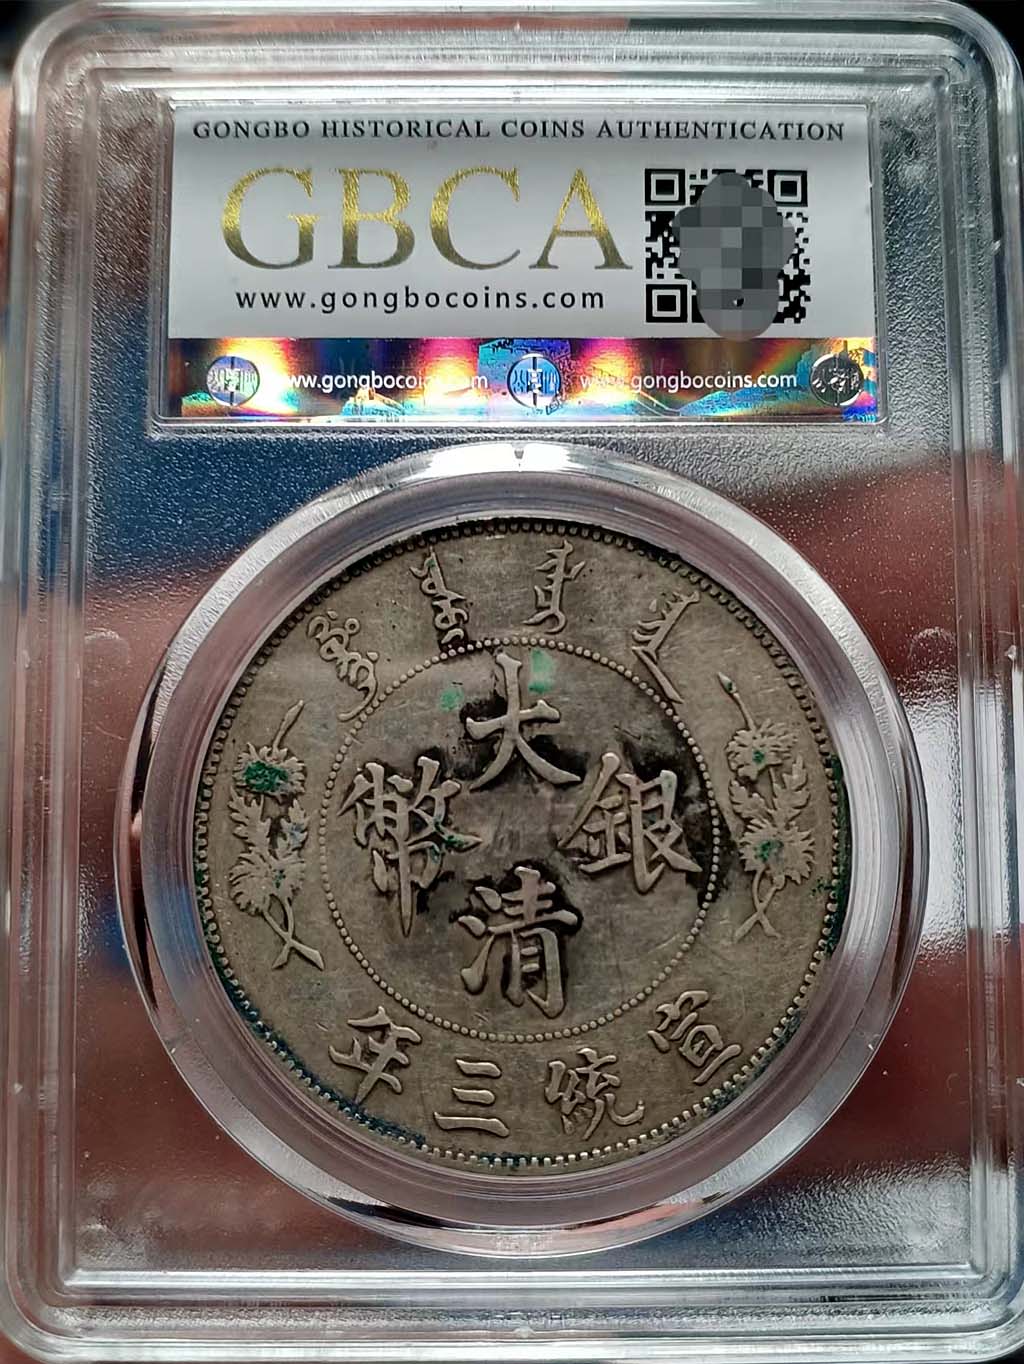 GONGBO HISTORICAL COINS AUTHENTICATION
GBCA
www.gongbocoins.com
www.gongbocoins.com www.gongbocoins.com
大清銀幣
宣統三年